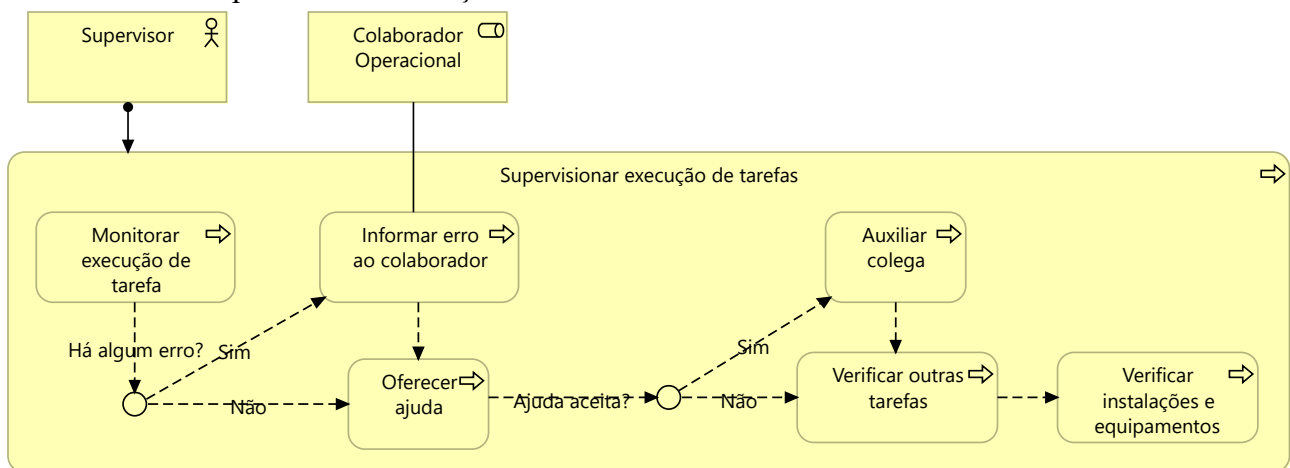 Supervisor
Colaborador
Operacional
Supervisionar execução de tarefas
Monitorar
execução de
tarefa
Informar erro
ao colaborador
Auxiliar
colega
Há algum erro?
Sim
Sim
Oferecer
ajuda
Verificar outras
tarefas
Verificar
instalações e
equipamentos
Não
Ajuda aceita?
Não